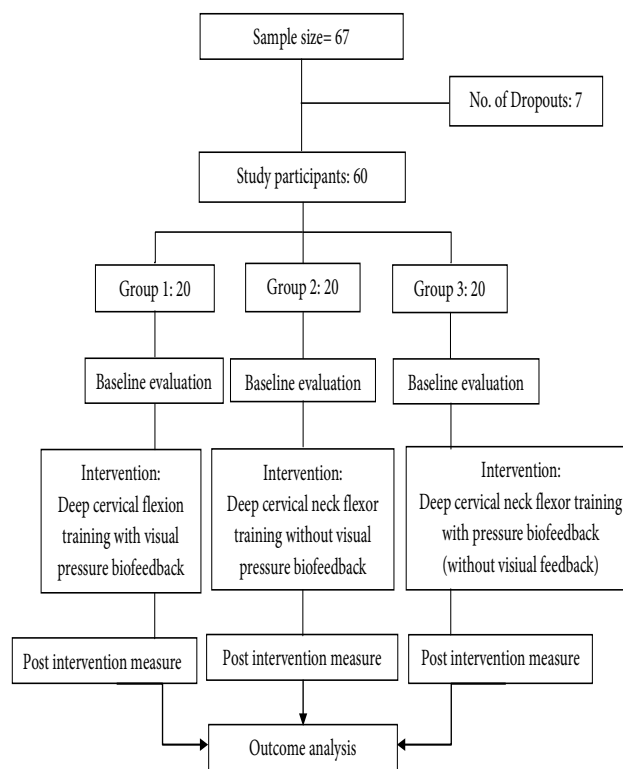 Sample size= 67
No. of Dropouts: 7
Study participants: 60
Group 1: 20
Group 2: 20
Group 3: 20
Baseline evaluation
Baseline evaluation
Baseline evaluation
Intervention:
Deep cervical flexion
training with visual
pressure biofeedback
Intervention:
Deep cervical neck flexor
training without visual
pressure biofeedback
Intervention:
Deep cervical neck flexor training
with pressure biofeedback
(without visiual feedback)
Post intervention measure
Post intervention measure
Post intervention measure
Outcome analysis